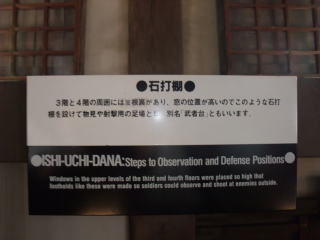 ●石打棚●
３階と４階の周囲には屋根裏があり、窓の位置が高いのでこのような石打
棚を設けて物見や射撃用の足場とし、別名「武者台」ともいいます。
●ISHI-UCHI-DANA:Steps to Observation and Defense Positions●
Windows in the upper levels of the third and fourth floors were placed so high that
footholds like these were made so soldiers could observe and shoot at enemies outside.